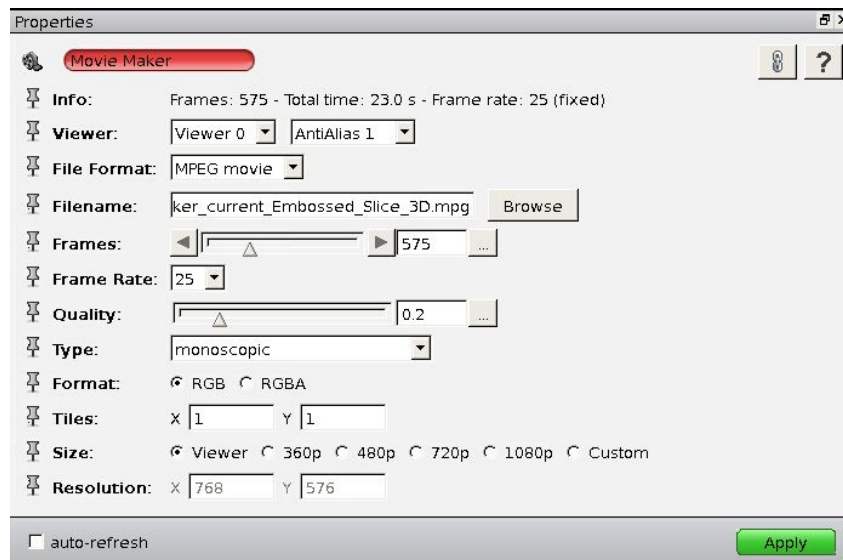 Properties
Movie Maker ?
Info: Frames: 575 - Total time: 23.0 s - Frame rate: 25 (fixed)
Viewer: Viewer 0 AntiAlias 1
File Format: MPEG movie
Filename: ker_current_Embossed_Slice_3D.mpg Browse
Frames: 575 ...
Frame Rate: 25
Quality: 0.2 ...
Type: monoscopic
Format: RGB RGBA
Tiles: X 1 Y 1
Size: Viewer 360p 480p 720p 1080p Custom
Resolution: X 768 Y 576
auto-refresh Apply